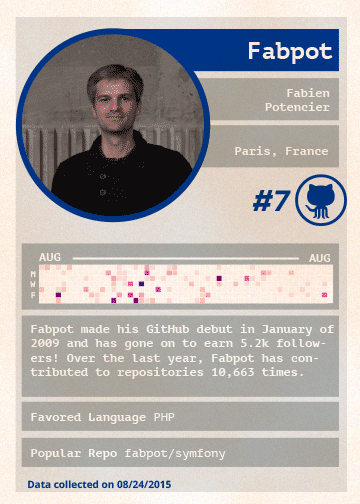 Fabpot
Fabien
Potencier
Paris, France
#7
AUG AUG
M
W
F
Fabpot made his GitHub debut in January of
2009 and has gone on to earn 5.2k follow-
ers! Over the last year, Fabpot has con-
tributed to repositories 10,663 times.
Favored Language PHP
Popular Repo fabpot/symfony
Data collected on 08/24/2015